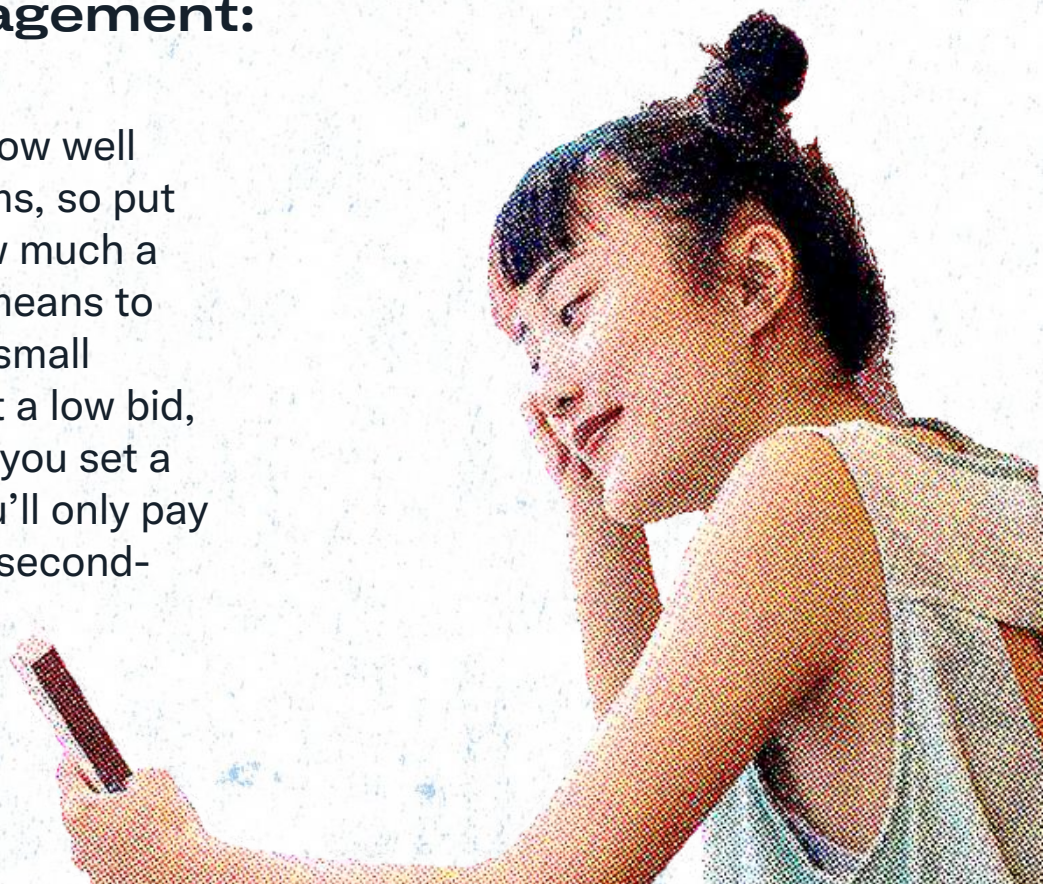 agement:
ow well
ns, so put
w much a
neans to
small
t a low bid,
you set a
u’ll only pay
second-